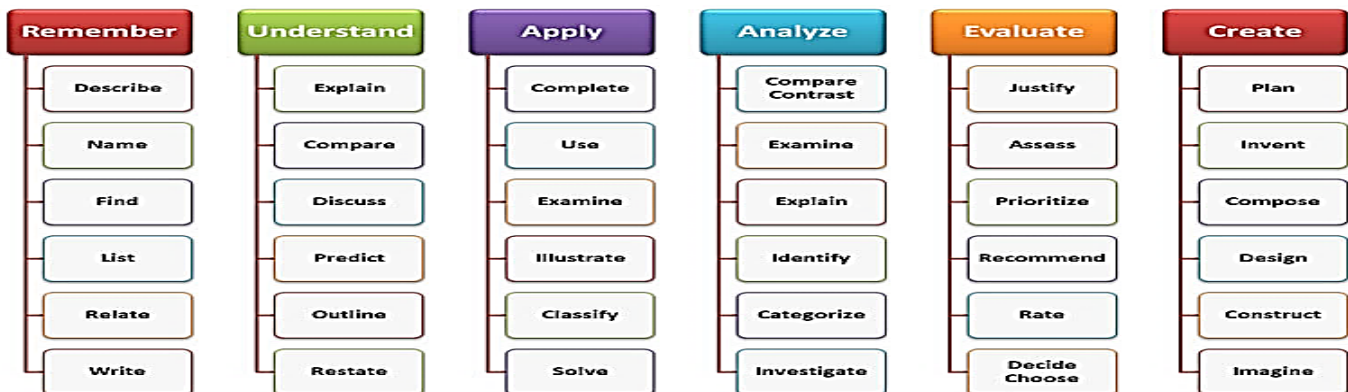 Remember
Describe
Name
Find
List
Relate
Write
Understand
Explain
Compare
Discuss
Predict
Outline
Restate
Apply
Complete
Use
Examine
Illustrate
Classify
Solve
Analyze
Compare
Contrast
Examine
Explain
Identify
Categorize
Investigate
Evaluate
Justify
Assess
Prioritize
Recommend
Rate
Decide
Choose
Create
Plan
Invent
Compose
Design
Construct
Imagine